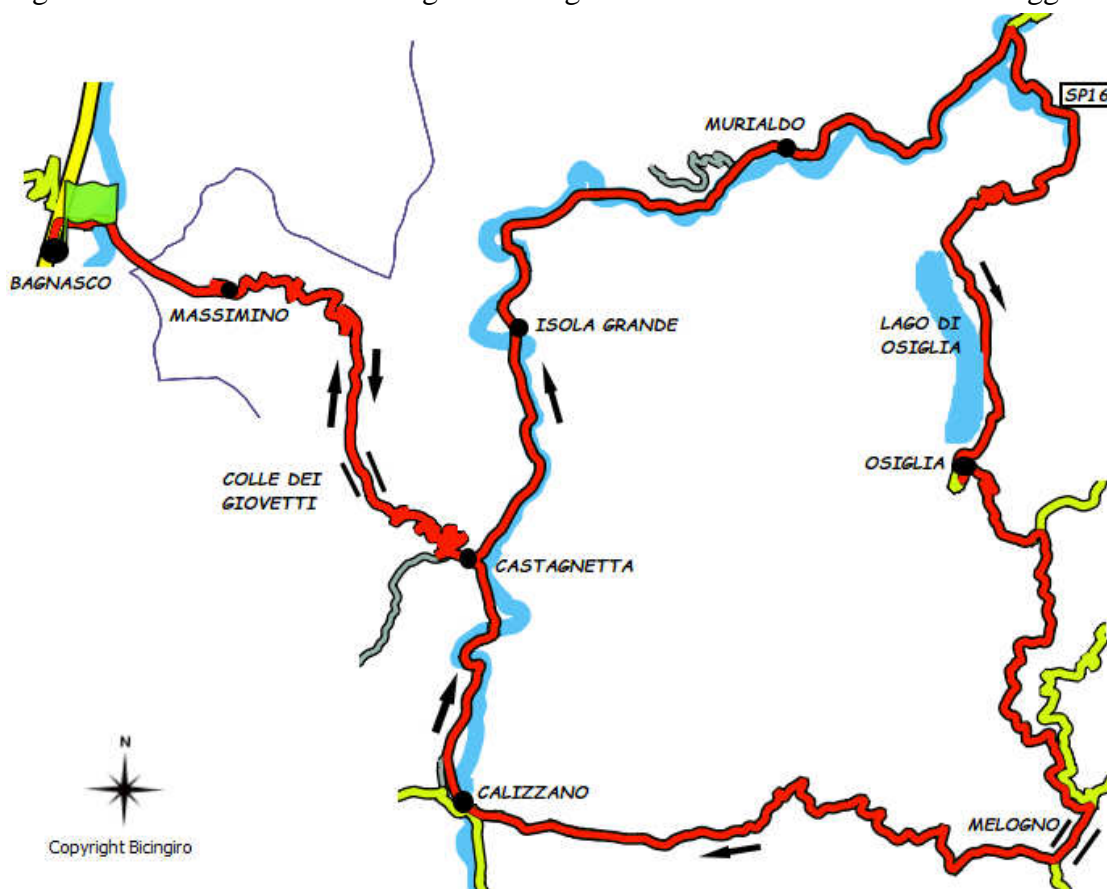 SP16
MURIALDO
BAGNASCO
MASSIMINO
ISOLA GRANDE
LAGO DI
OSIGLIA
OSIGLIA
COLLE DEI
GIOVETTI
CASTAGNETTA
N
CALIZZANO
MELOGNO
Copyright Bicingiro